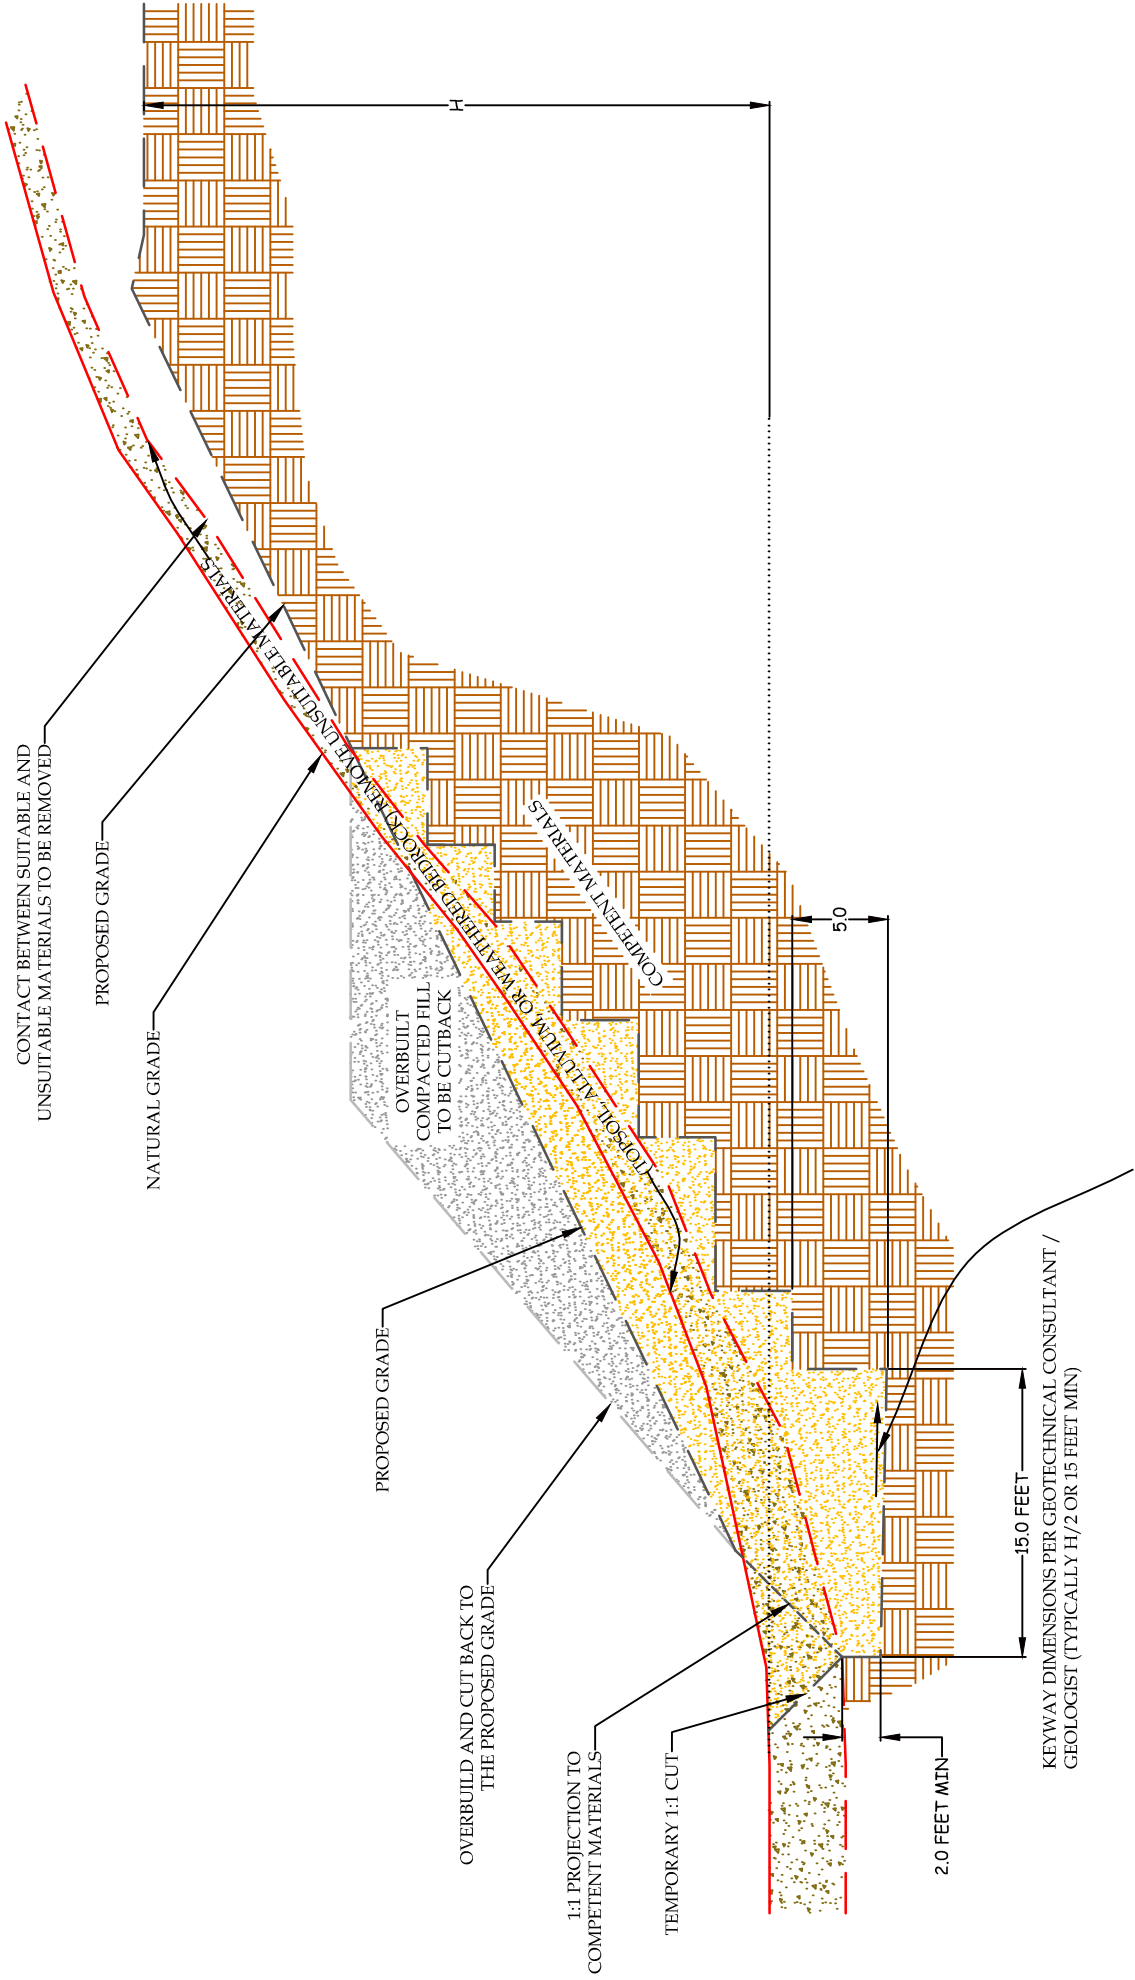 CONTACT BETWEEN SUITABLE AND
UNSUITABLE MATERIALS TO BE REMOVED
PROPOSED GRADE
NATURAL GRADE
PROPOSED GRADE
OVERBUILD AND CUT BACK TO
THE PROPOSED GRADE
1:1 PROJECTION TO
COMPETENT MATERIALS
TEMPORARY 1:1 CUT
OVERBUILT
COMPACTED FILL
TO BE CUTBACK
(TOPSOIL, ALLUVIUM, OR WEATHERED BEDROCK) REMOVE UNSUITABLE MATERIALS
COMPETENT MATERIALS
H
5.0
2.0 FEET MIN
15.0 FEET
KEYWAY DIMENSIONS PER GEOTECHNICAL CONSULTANT /
GEOLOGIST (TYPICALLY H/2 OR 15 FEET MIN)